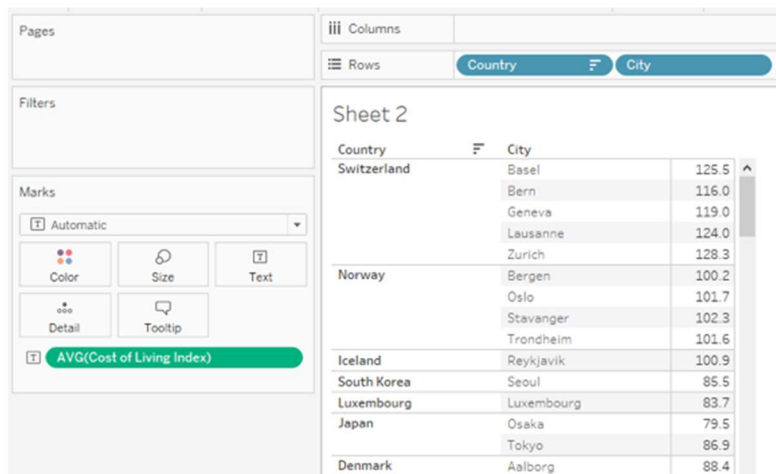 Pages
Filters
Marks
T Automatic
Color
Size
T
Text
Detail
Tooltip
T AVG(Cost of Living Index)
iii Columns
Rows Country City
Sheet 2
Country City
Switzerland Basel 125.5
Bern 116.0
Geneva 119.0
Lausanne 124.0
Zurich 128.3
Norway Bergen 100.2
Oslo 101.7
Stavanger 102.3
Trondheim 101.6
Iceland Reykjavik 100.9
South Korea Seoul 85.5
Luxembourg Luxembourg 83.7
Japan Osaka 79.5
Tokyo 86.9
Denmark Aalborg 88.4